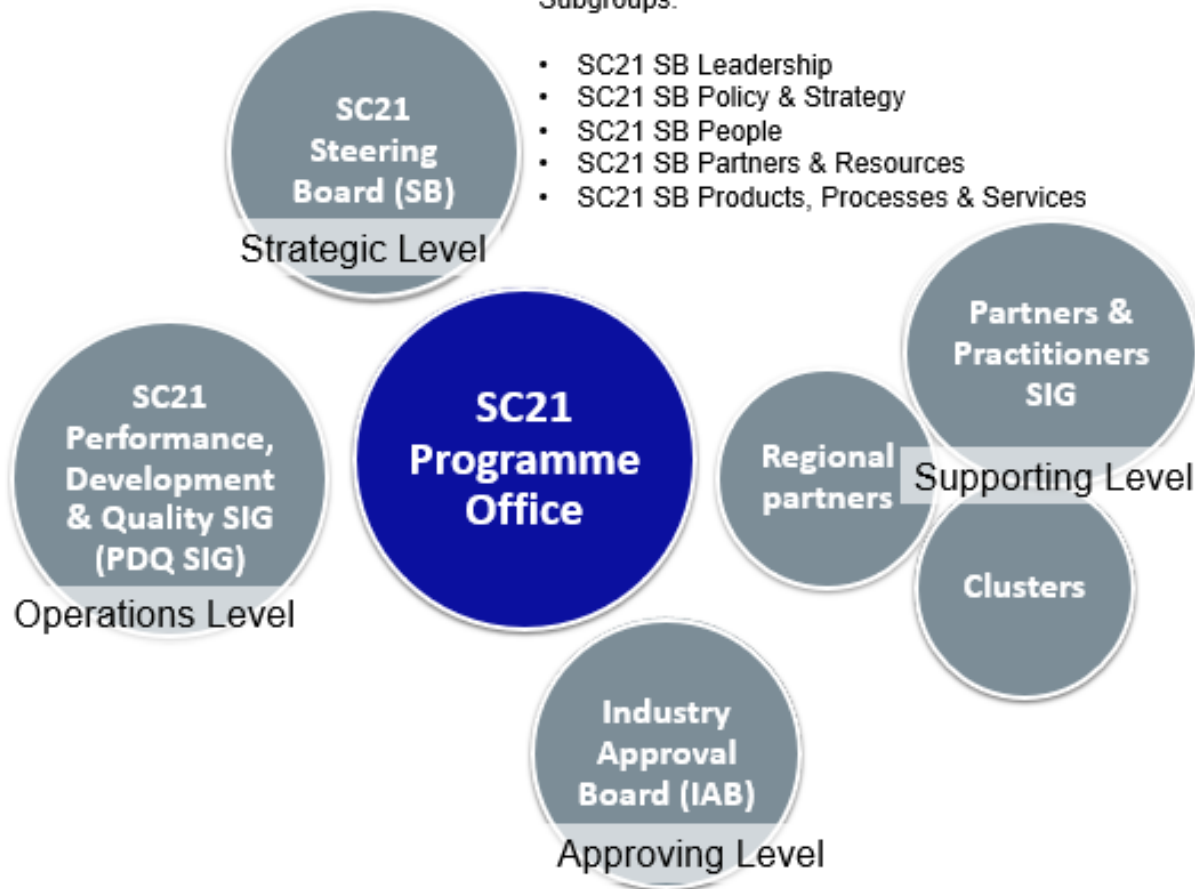 Subgroups:
• SC21 SB Leadership
• SC21 SB Policy & Strategy
• SC21 SB People
• SC21 SB Partners & Resources
• SC21 SB Products, Processes & Services
SC21
Steering
Board (SB)
Strategic Level
Partners &
Practitioners
SIG
SC21
Performance,
Development
& Quality SIG
(PDQ SIG)
Operations Level
SC21
Programme
Office
Regional
partners
Supporting Level
Clusters
Industry
Approval
Board (IAB)
Approving Level